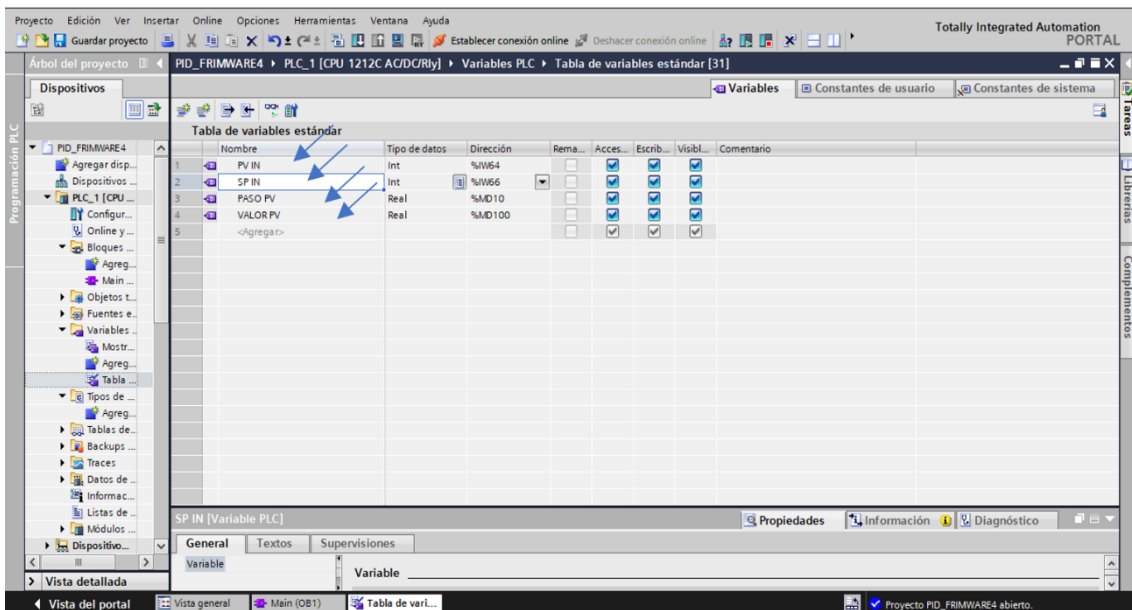 Proyecto Edición Ver Insertar Online Opciones Herramientas Ventana Ayuda
Totally Integrated Automation
PORTAL
Guardar proyecto Establecer conexión online Deshacer conexión online
Árbol del proyecto
PID_FRIMWARE4 PLC_1 [CPU 1212C AC/DC/Rly] Variables PLC Tabla de variables estándar [31]
Dispositivos
Variables Constantes de usuario Constantes de sistema
Tabla de variables estándar
Nombre Tipo de datos Dirección Rema... Acces... Escrib... Visibl... Comentario
1 PV IN Int %IW64
2 SP IN Int %IW66
3 PASO PV Real %MD10
4 VALOR PV Real %MD100
5 <Agregar>
PID_FRIMWARE4
Agregar disp...
Dispositivos ...
PLC_1 [CPU ...
Configur...
Online y ...
Bloques ...
Agreg...
Main ...
Objetos t...
Fuentes e...
Variables ...
Mostr...
Agreg...
Tabla ...
Tipos de ...
Agreg...
Tablas de...
Backups ...
Traces
Datos de ...
Informac...
Listas de ...
Módulos ...
Dispositivo...
Vista detallada
Programación PLC
Tareas
Librerías
Complementos
SP IN [Variable PLC]
Propiedades Información Diagnóstico
General Textos Supervisiones
Variable
Variable
Vista del portal Vista general Main (OB1) Tabla de vari...
Proyecto PID_FRIMWARE4 abierto.